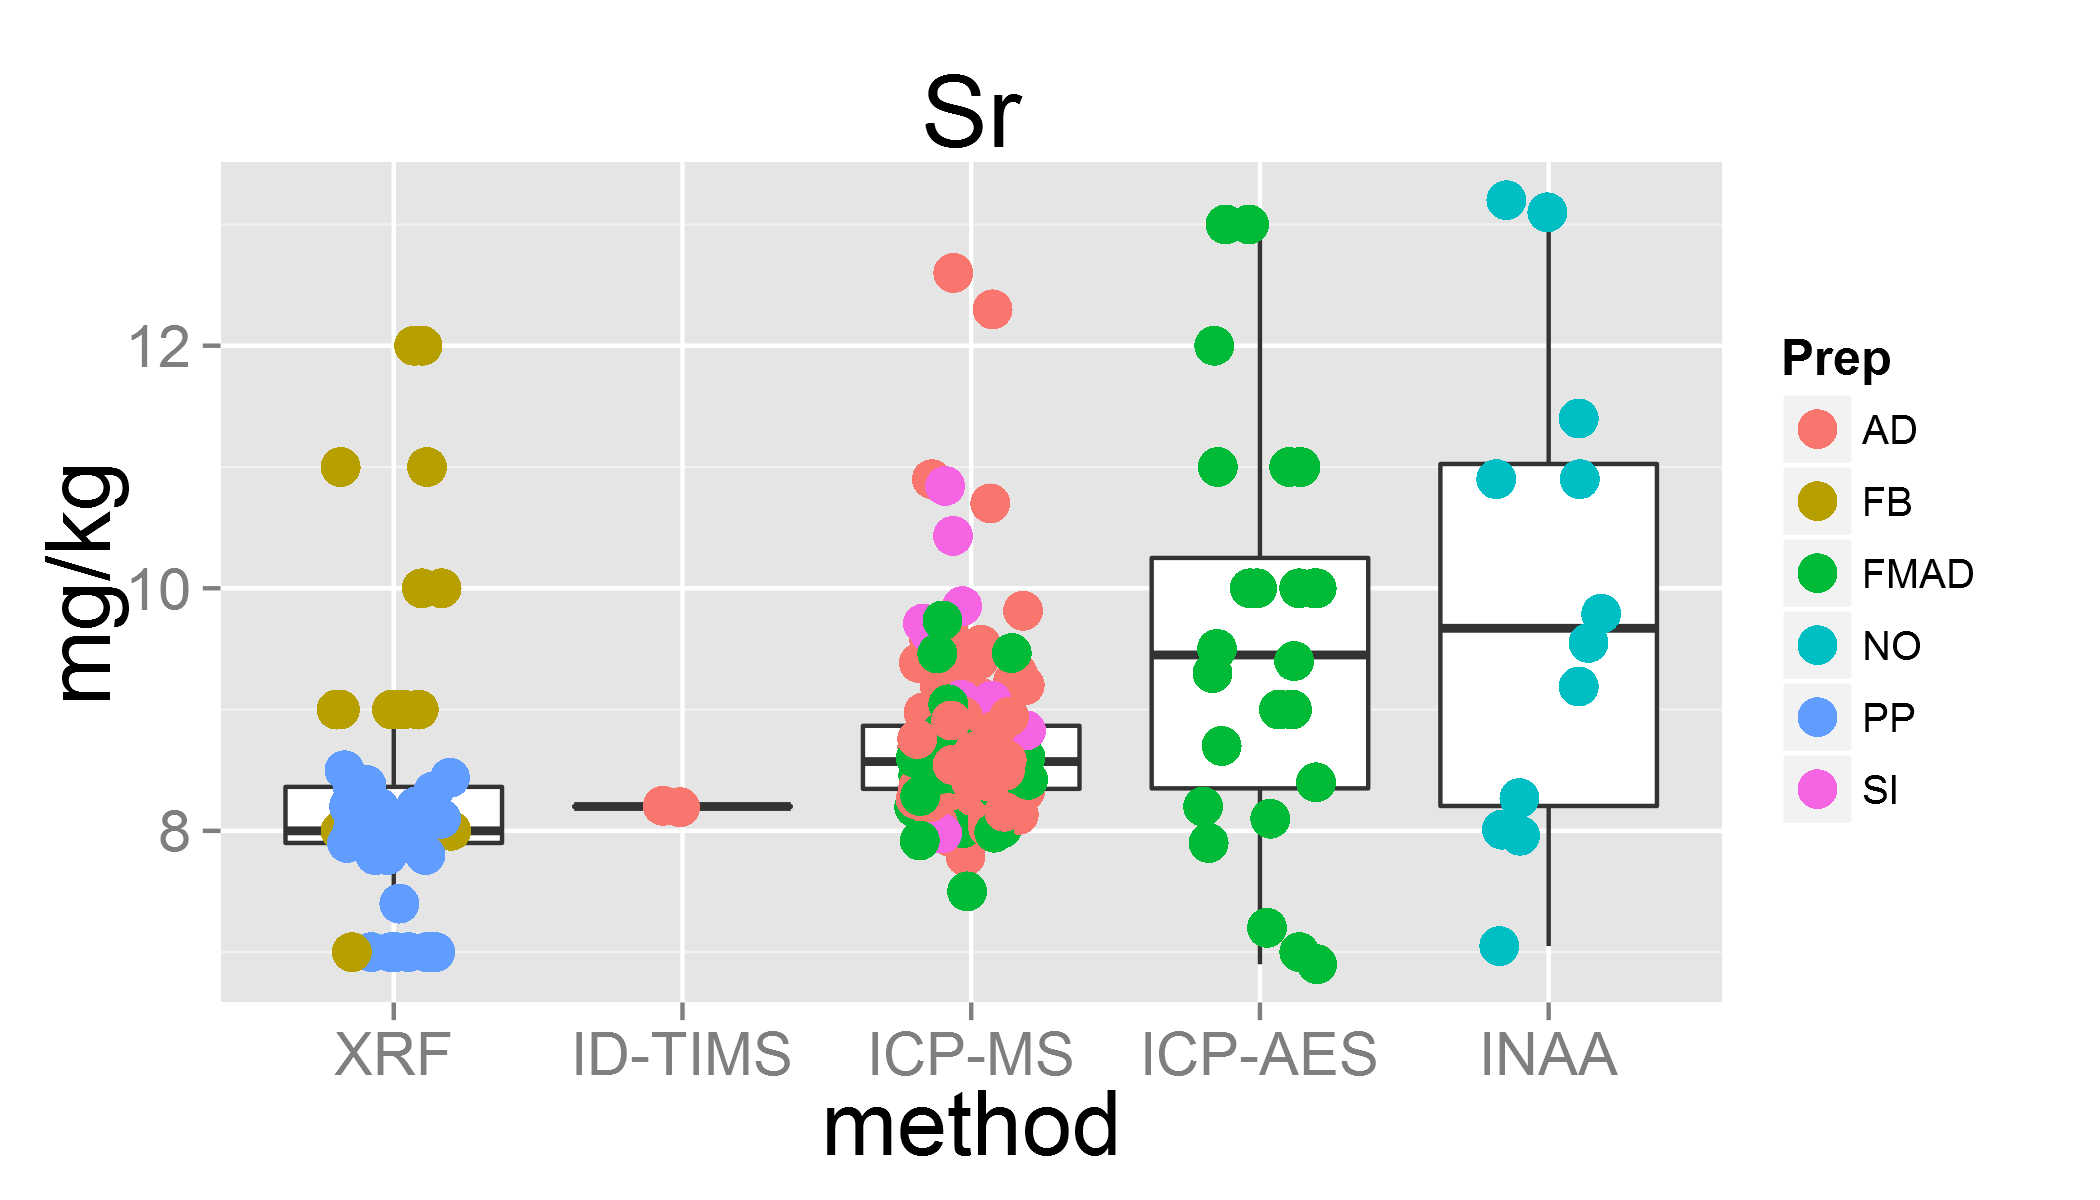 Sr
mg/kg
12
10
8
XRF
ID-TIMS
ICP-MS
ICP-AES
INAA
method
Prep
AD
FB
FMAD
NO
PP
SI